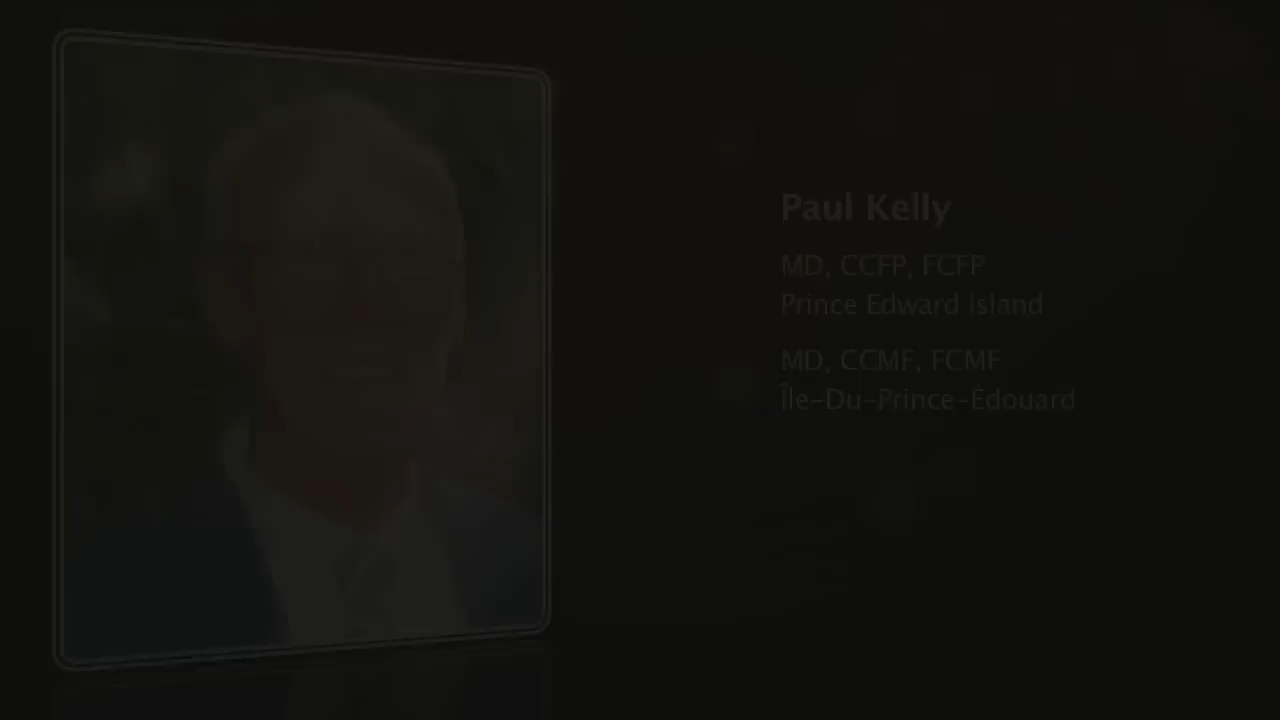 Paul Kelly
MD, CCFP, FCFP
Prince Edward Island
MD, CCMF, FCMF
Île-Du-Prince-Édouard